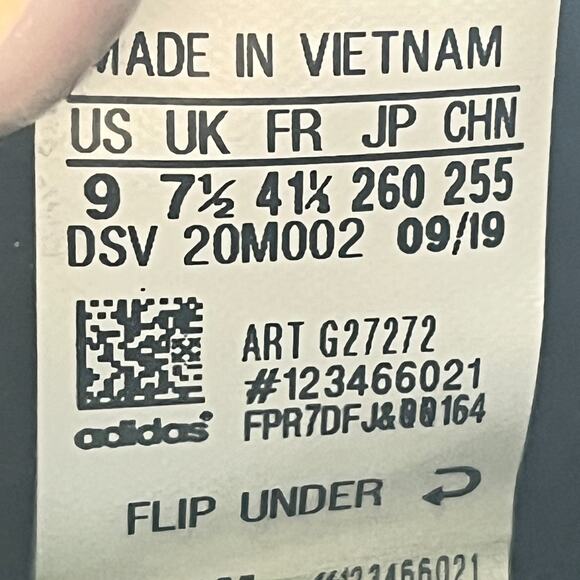 MADE IN VIETNAM
US UK FR JP CHN
9 7½ 41⅓ 260 255
DSV 20M002 09/19
ART G27272
#123466021
adidas
FLIP UNDER
#123466021